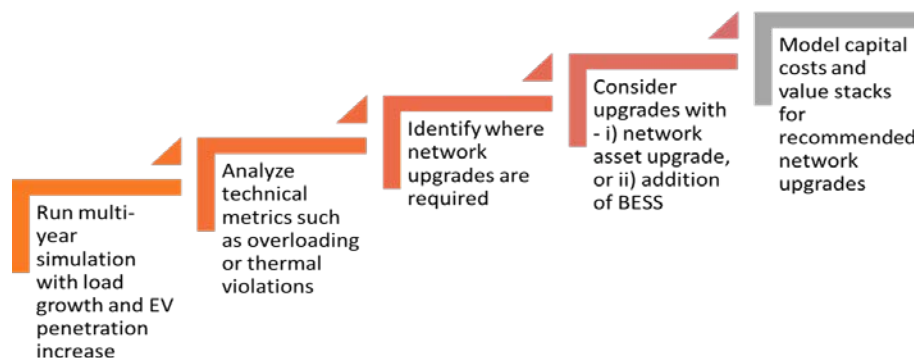 Run multi-
year
simulation
with load
growth and EV
penetration
increase
Analyze
technical
metrics such
as overloading
or thermal
violations
Identify where
network
upgrades are
required
Consider
upgrades with
- i) network
asset upgrade,
or ii) addition
of BESS
Model capital
costs and
value stacks
for
recommended
network
upgrades